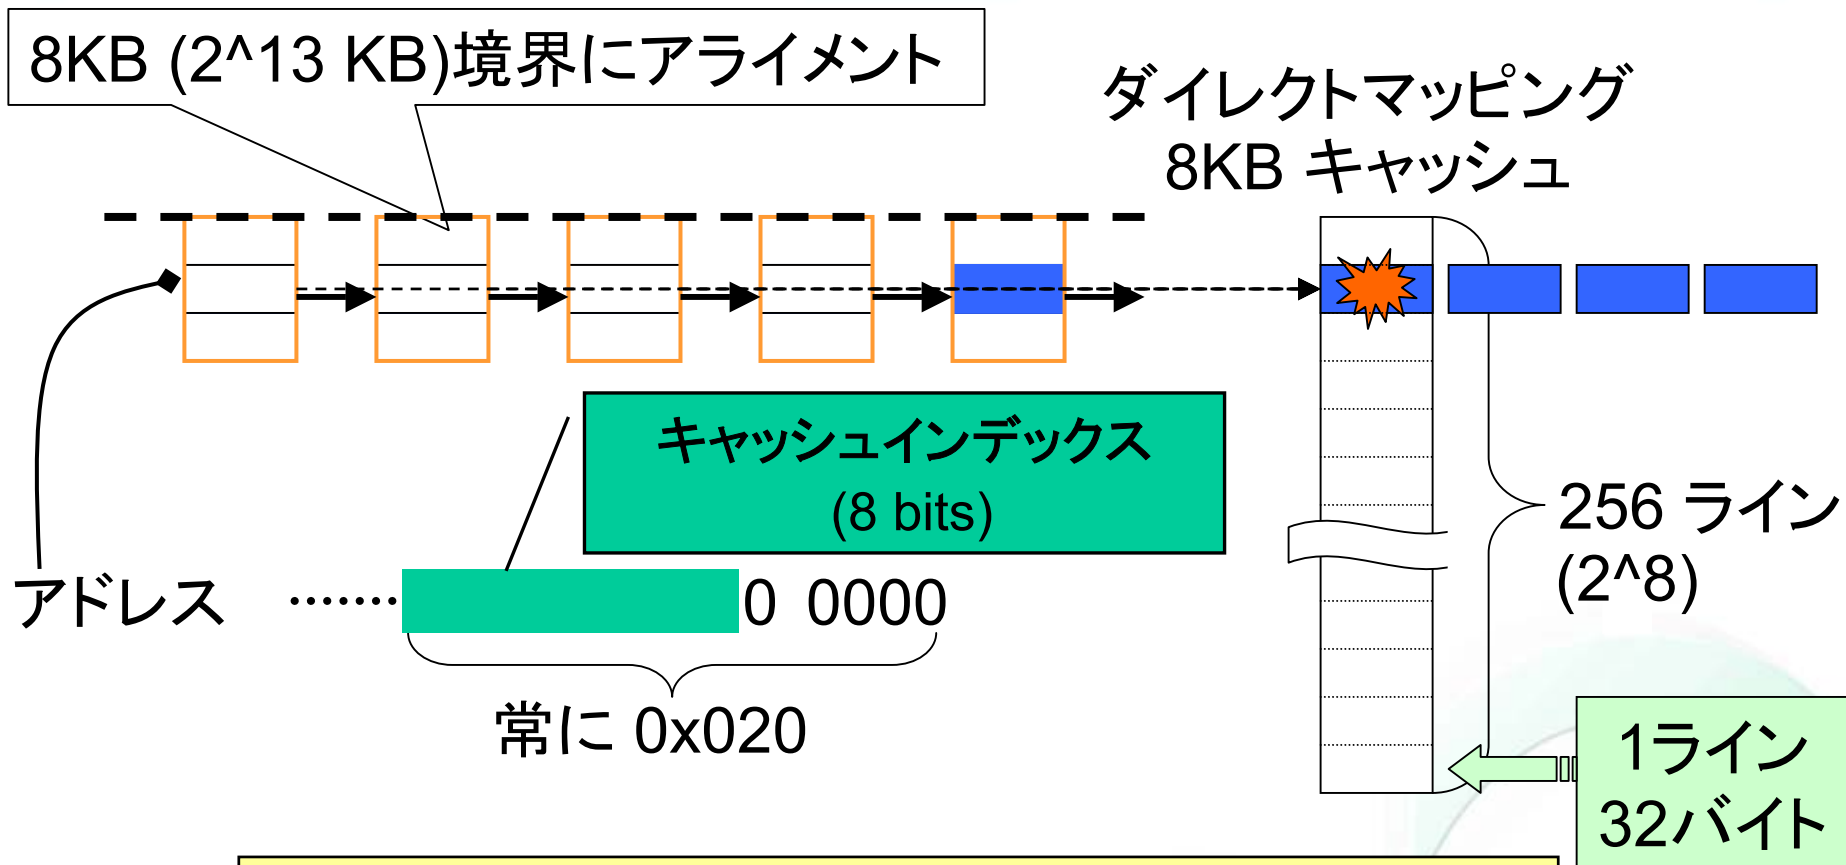 8KB (2^13 KB)境界にアライメント
ダイレクトマッピング
8KB キャッシュ
キャッシュインデックス
(8 bits)
256 ライン
(2^8)
アドレス ....... 0 0000
常に 0x020
1ライン
32バイト